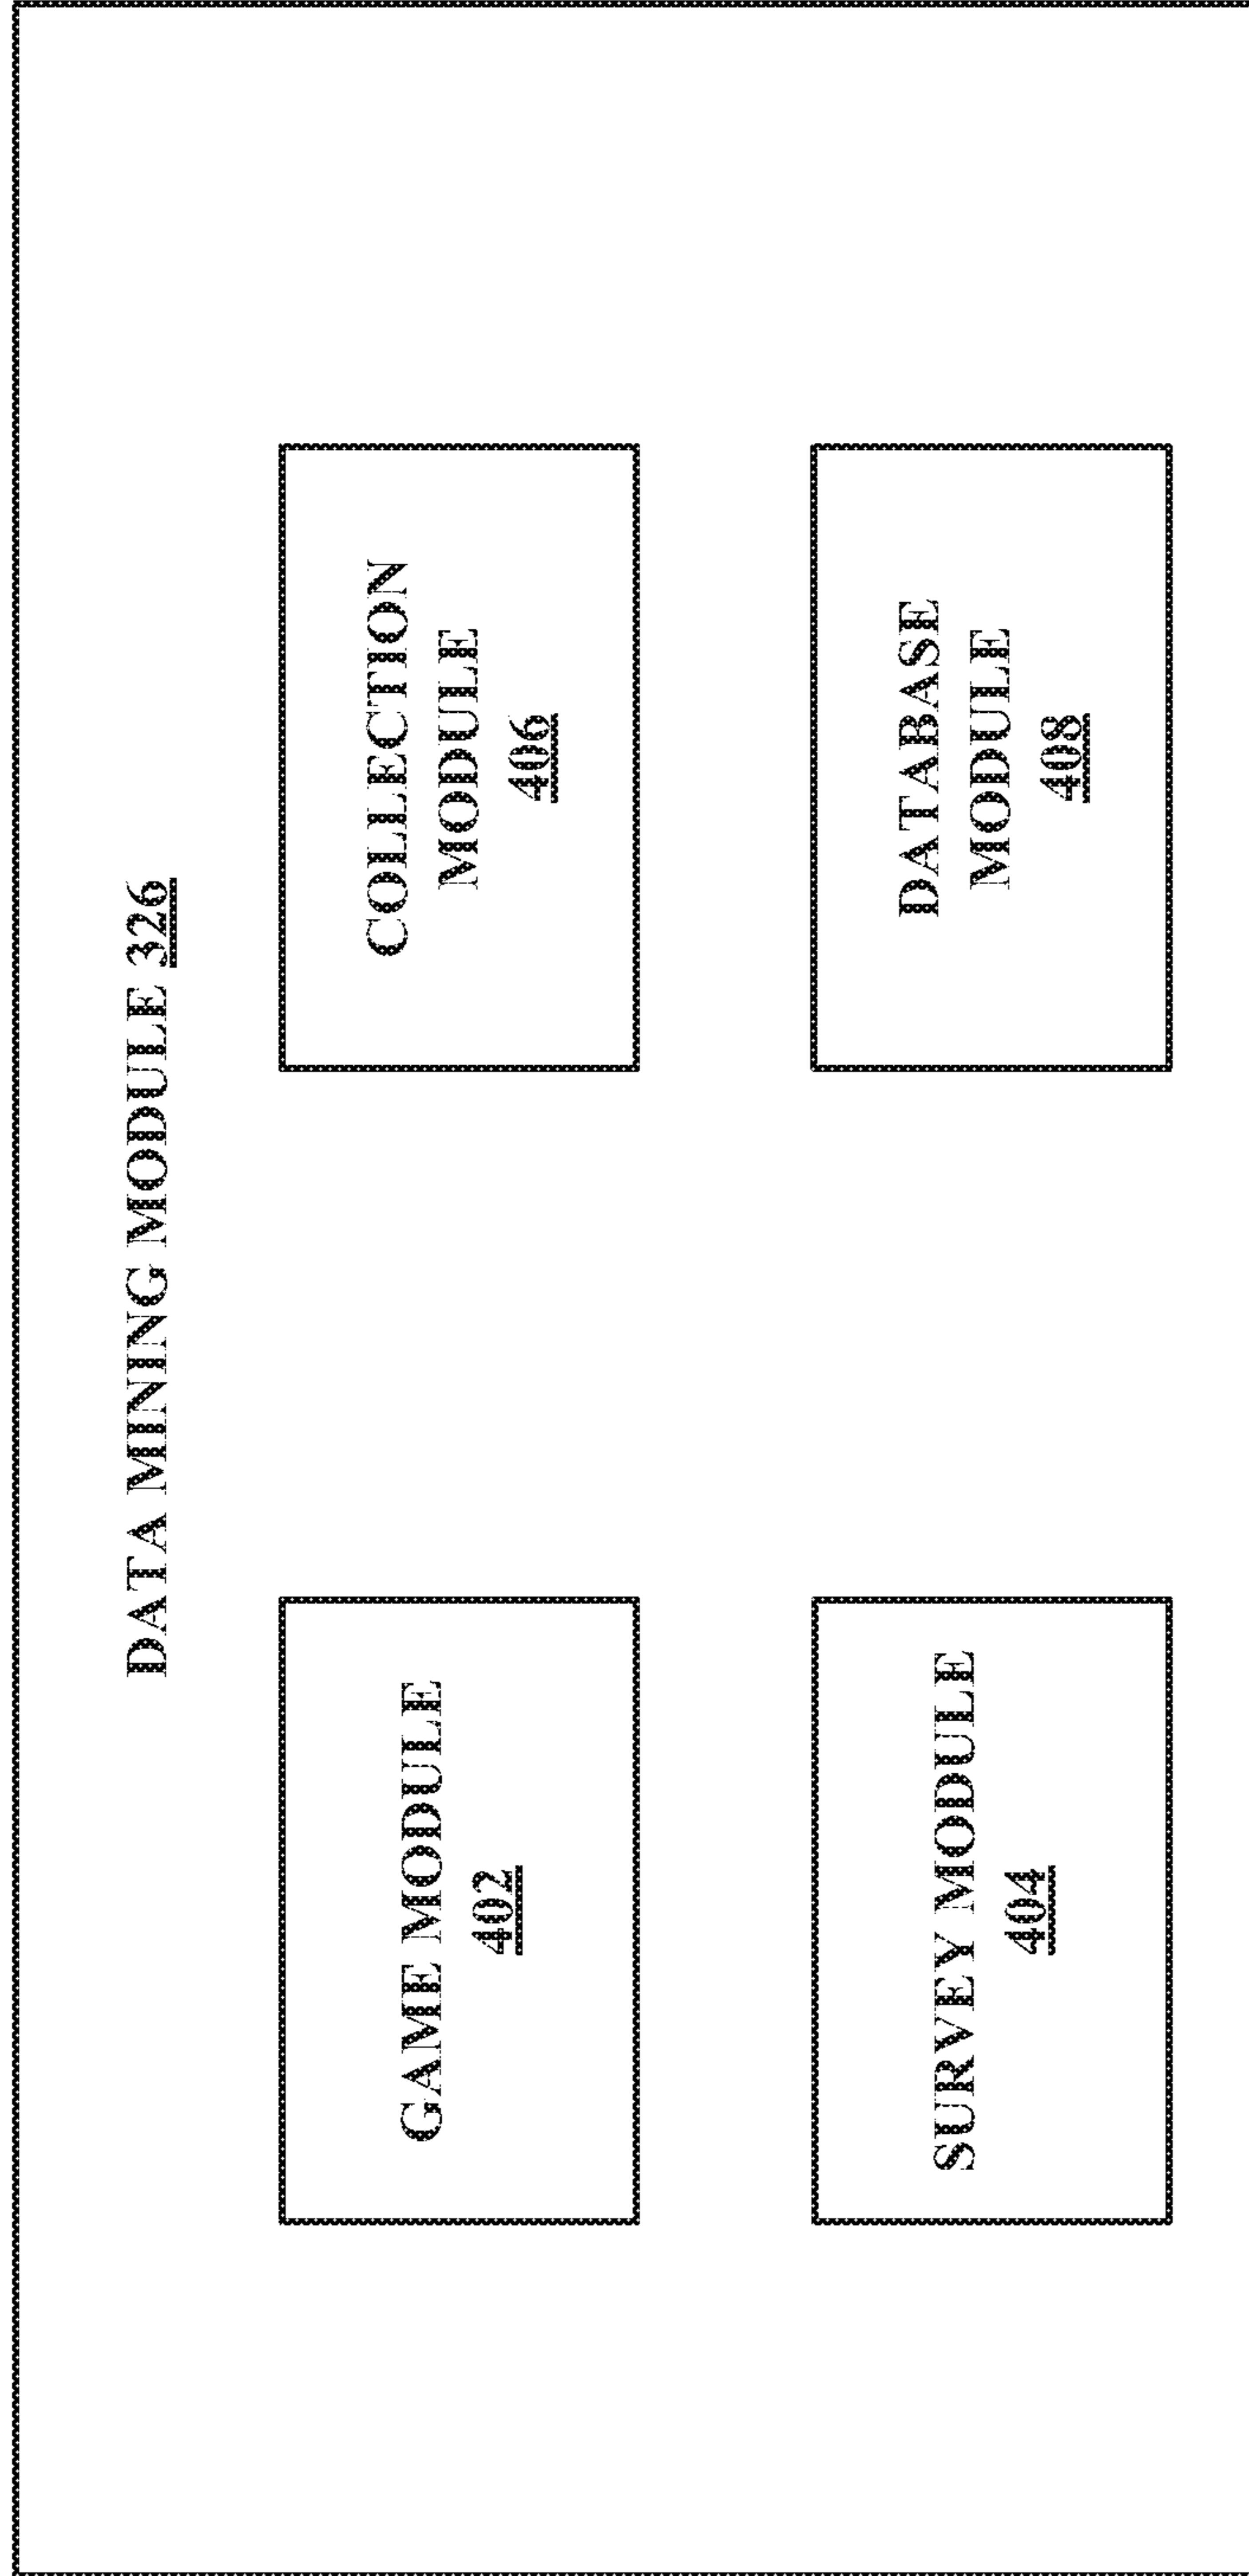 DATA MINING MODULE 326
GAME MODULE
402
COLLECTION
MODULE
406
SURVEY MODULE
404
DATABASE
MODULE
408